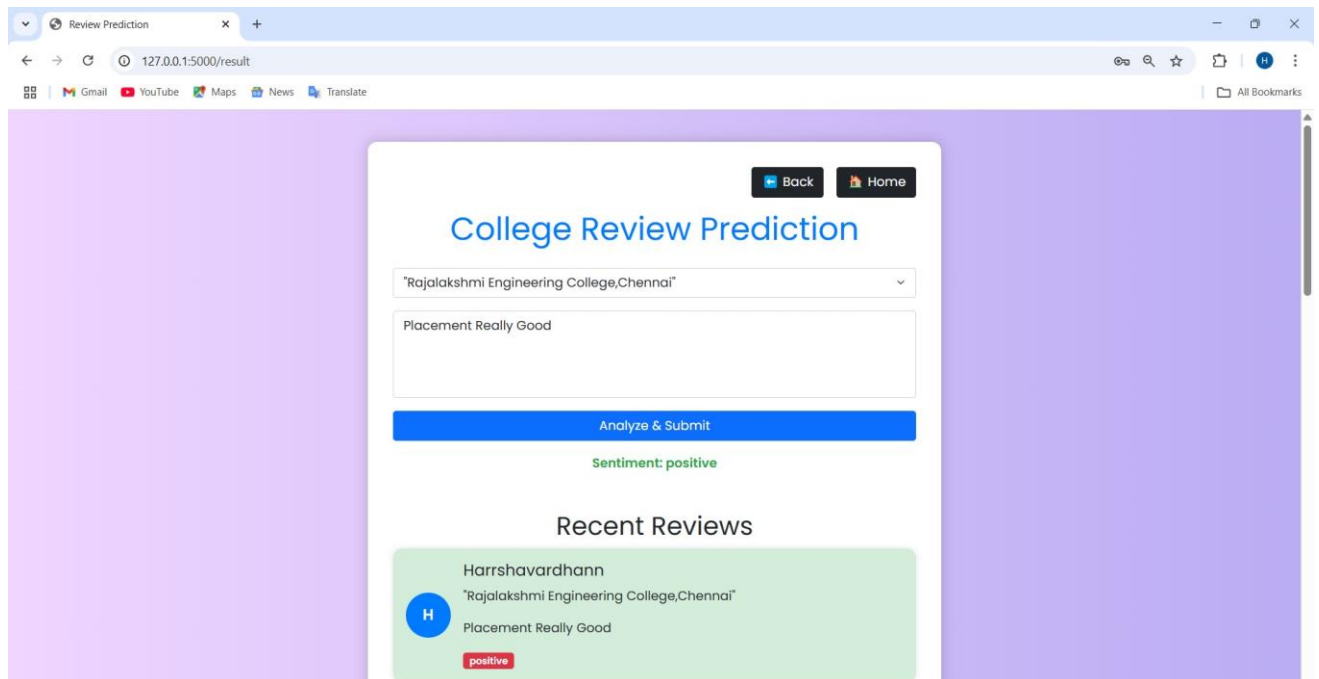 Review Prediction
127.0.0.1:5000/result
H
Gmail YouTube Maps News Translate All Bookmarks
Back Home
College Review Prediction
"Rajalakshmi Engineering College,Chennai"
Placement Really Good
Analyze & Submit
Sentiment: positive
Recent Reviews
Harrshavardhann
"Rajalakshmi Engineering College,Chennai"
H
Placement Really Good
positive